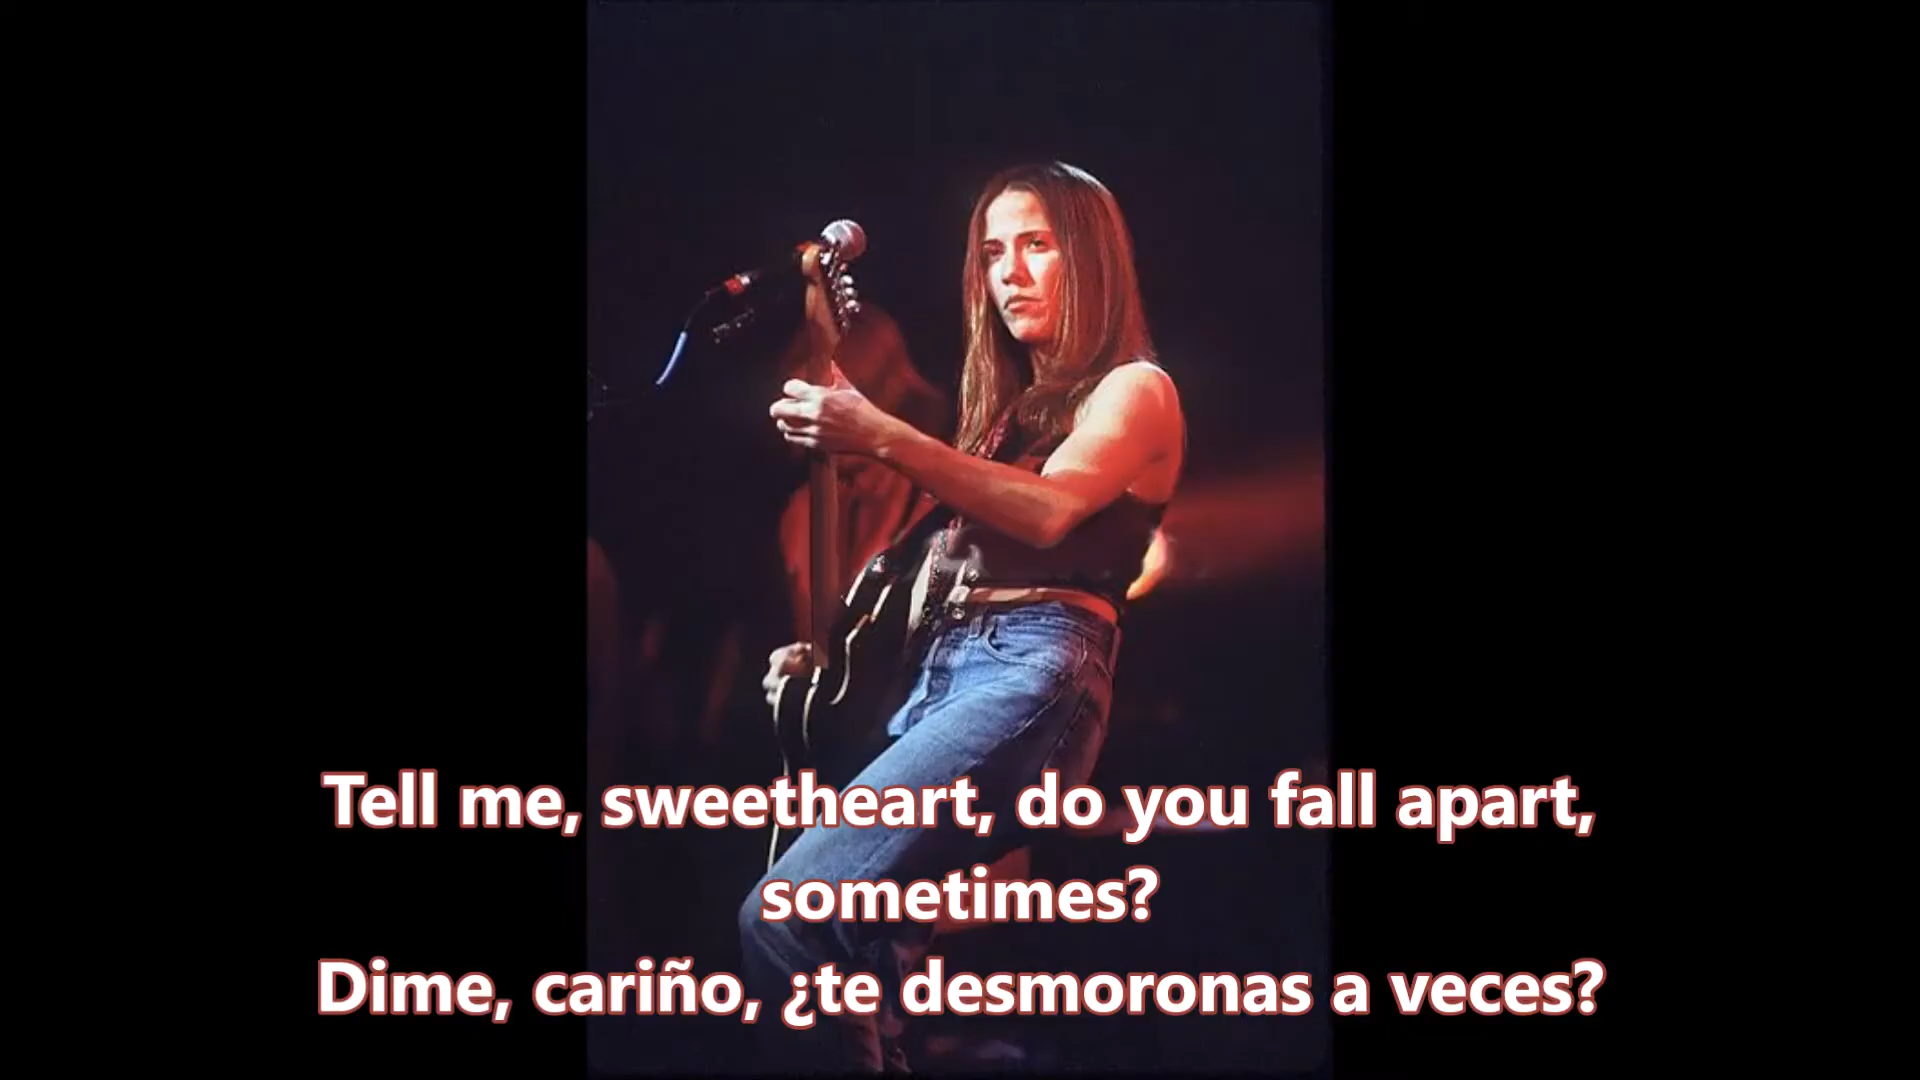 Tell me, sweetheart, do you fall apart,
sometimes?
Dime, cariño, ¿te desmoronas a veces?